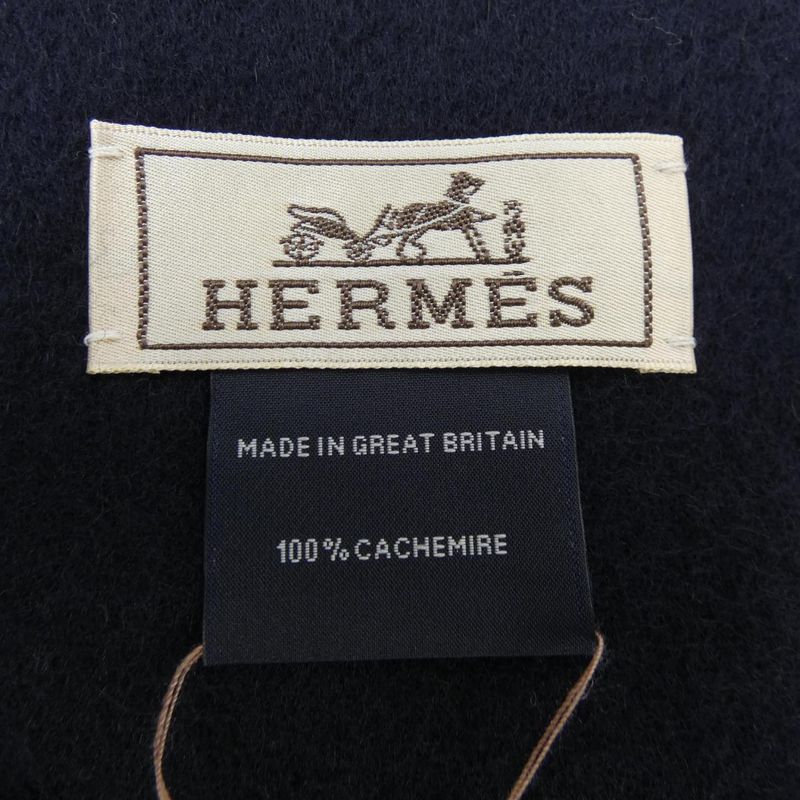 HERMÈS
MADE IN GREAT BRITAIN
100% CACHEMIRE